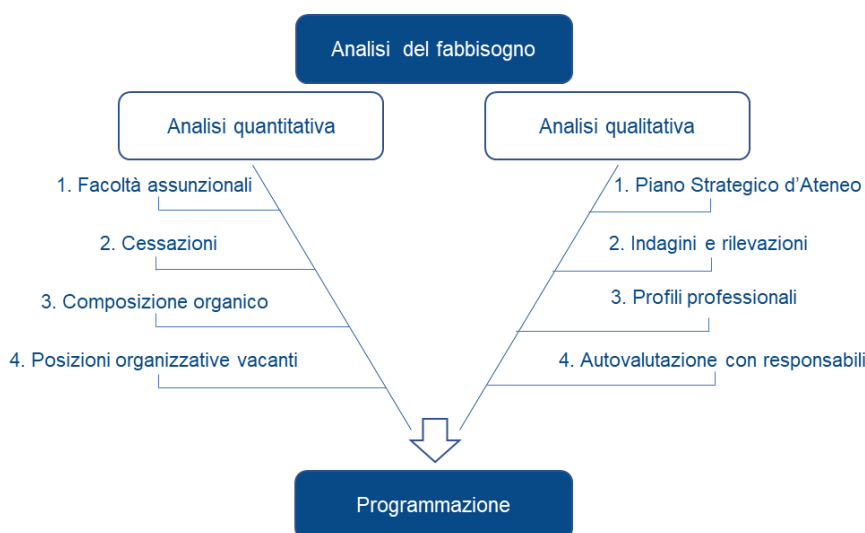 Analisi del fabbisogno
Analisi quantitativa
1. Facoltà assunzionali
2. Cessazioni
3. Composizione organico
4. Posizioni organizzative vacanti
Analisi qualitativa
1. Piano Strategico d'Ateneo
2. Indagini e rilevazioni
3. Profili professionali
4. Autovalutazione con responsabili
Programmazione